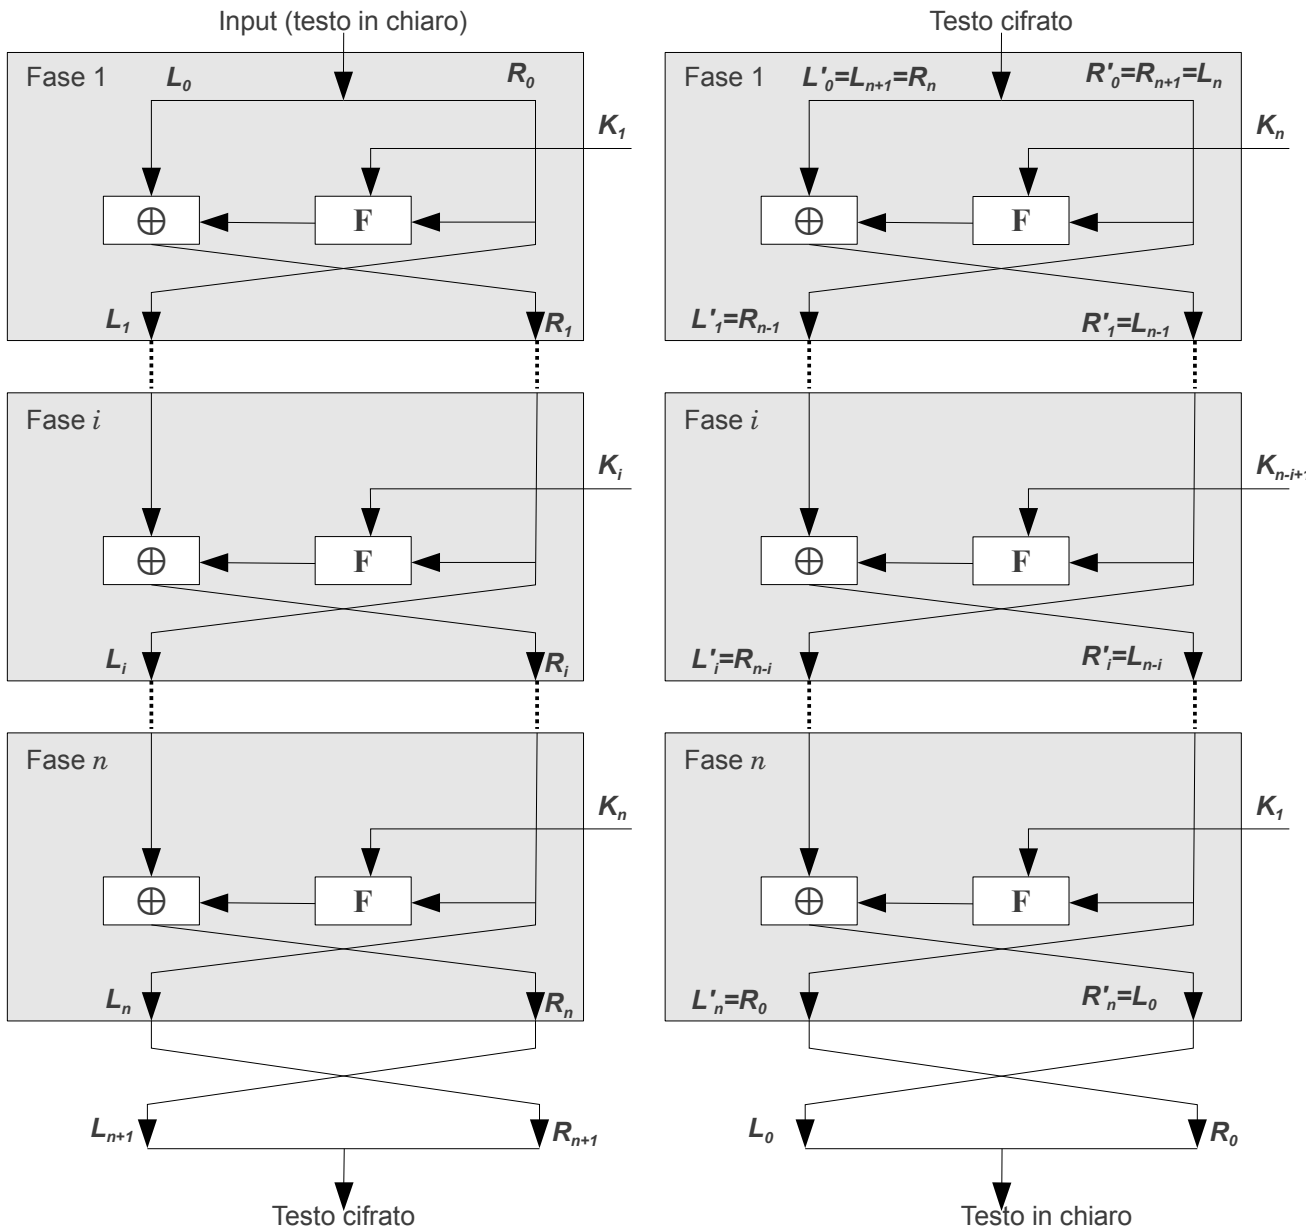 Input (testo in chiaro)
Fase 1
L0
R0
K1
⊕
F
L1
R1
Fase i
Ki
⊕
F
Li
Ri
Fase n
Kn
⊕
F
Ln
Rn
Ln+1
Rn+1
Testo cifrato
Testo cifrato
Fase 1
L'0=Ln+1=Rn
R'0=Rn+1=Ln
Kn
⊕
F
L'1=Rn-1
R'1=Ln-1
Fase i
Kn-i+1
⊕
F
L'i=Rn-i
R'i=Ln-i
Fase n
K1
⊕
F
L'n=R0
R'n=L0
L0
R0
Testo in chiaro